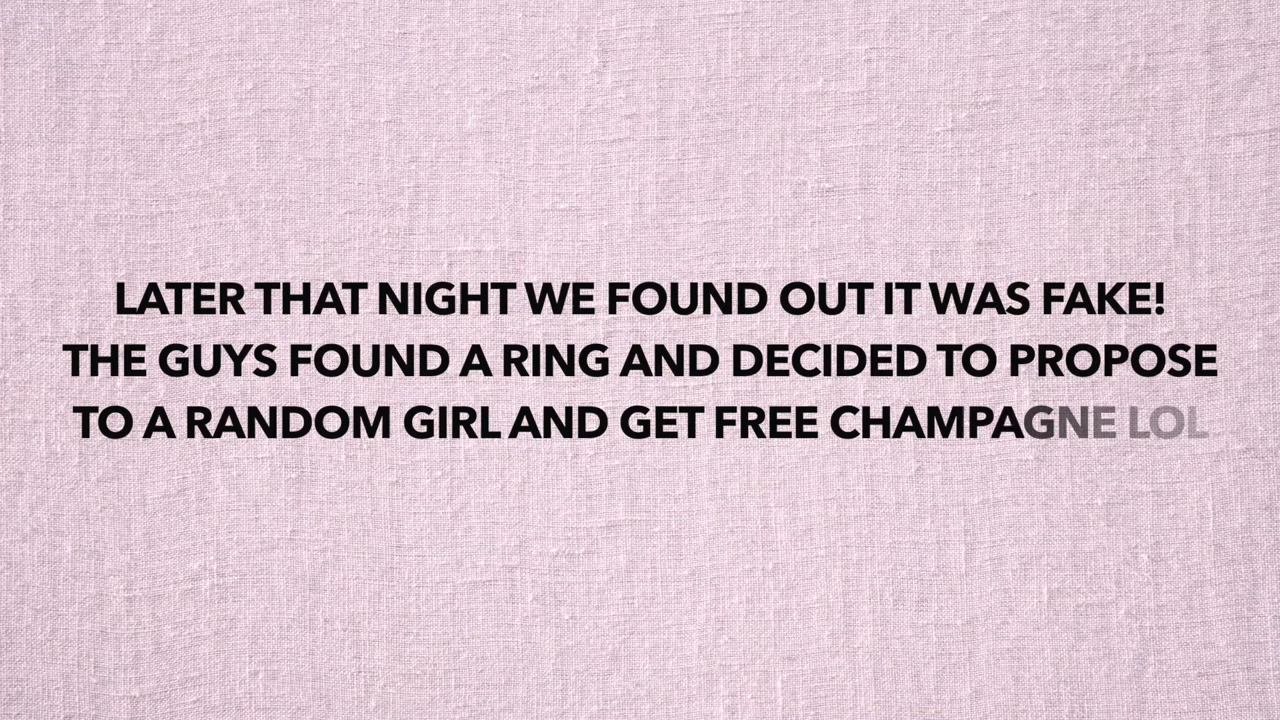 LATER THAT NIGHT WE FOUND OUT IT WAS FAKE!
THE GUYS FOUND A RING AND DECIDED TO PROPOSE
TO A RANDOM GIRL AND GET FREE CHAMPAGNE LOL